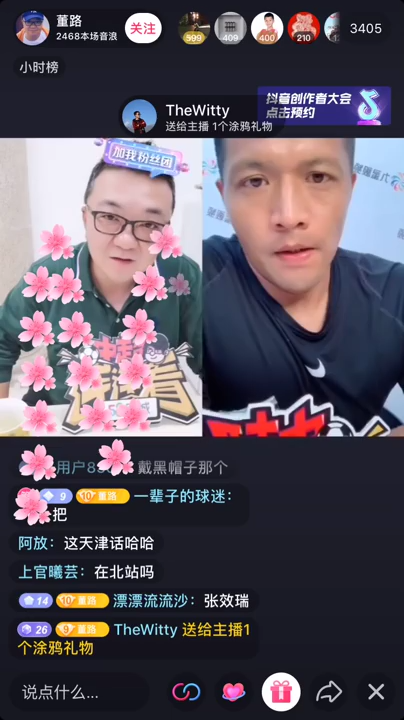 董路
2468本场音浪
关注
599
409
400
210
3405
小时榜
TheWitty
送给主播 1个涂鸦礼物
抖音创作者大会
点击预约
加我粉丝团
用户83
戴黑帽子那个
9 10 董路 一辈子的球迷：
把
阿放：这天津话哈哈
上官曦芸：在北站吗
14 10 董路 漂漂流流沙：张效瑞
26 9 董路 TheWitty 送给主播1
个涂鸦礼物
说点什么...